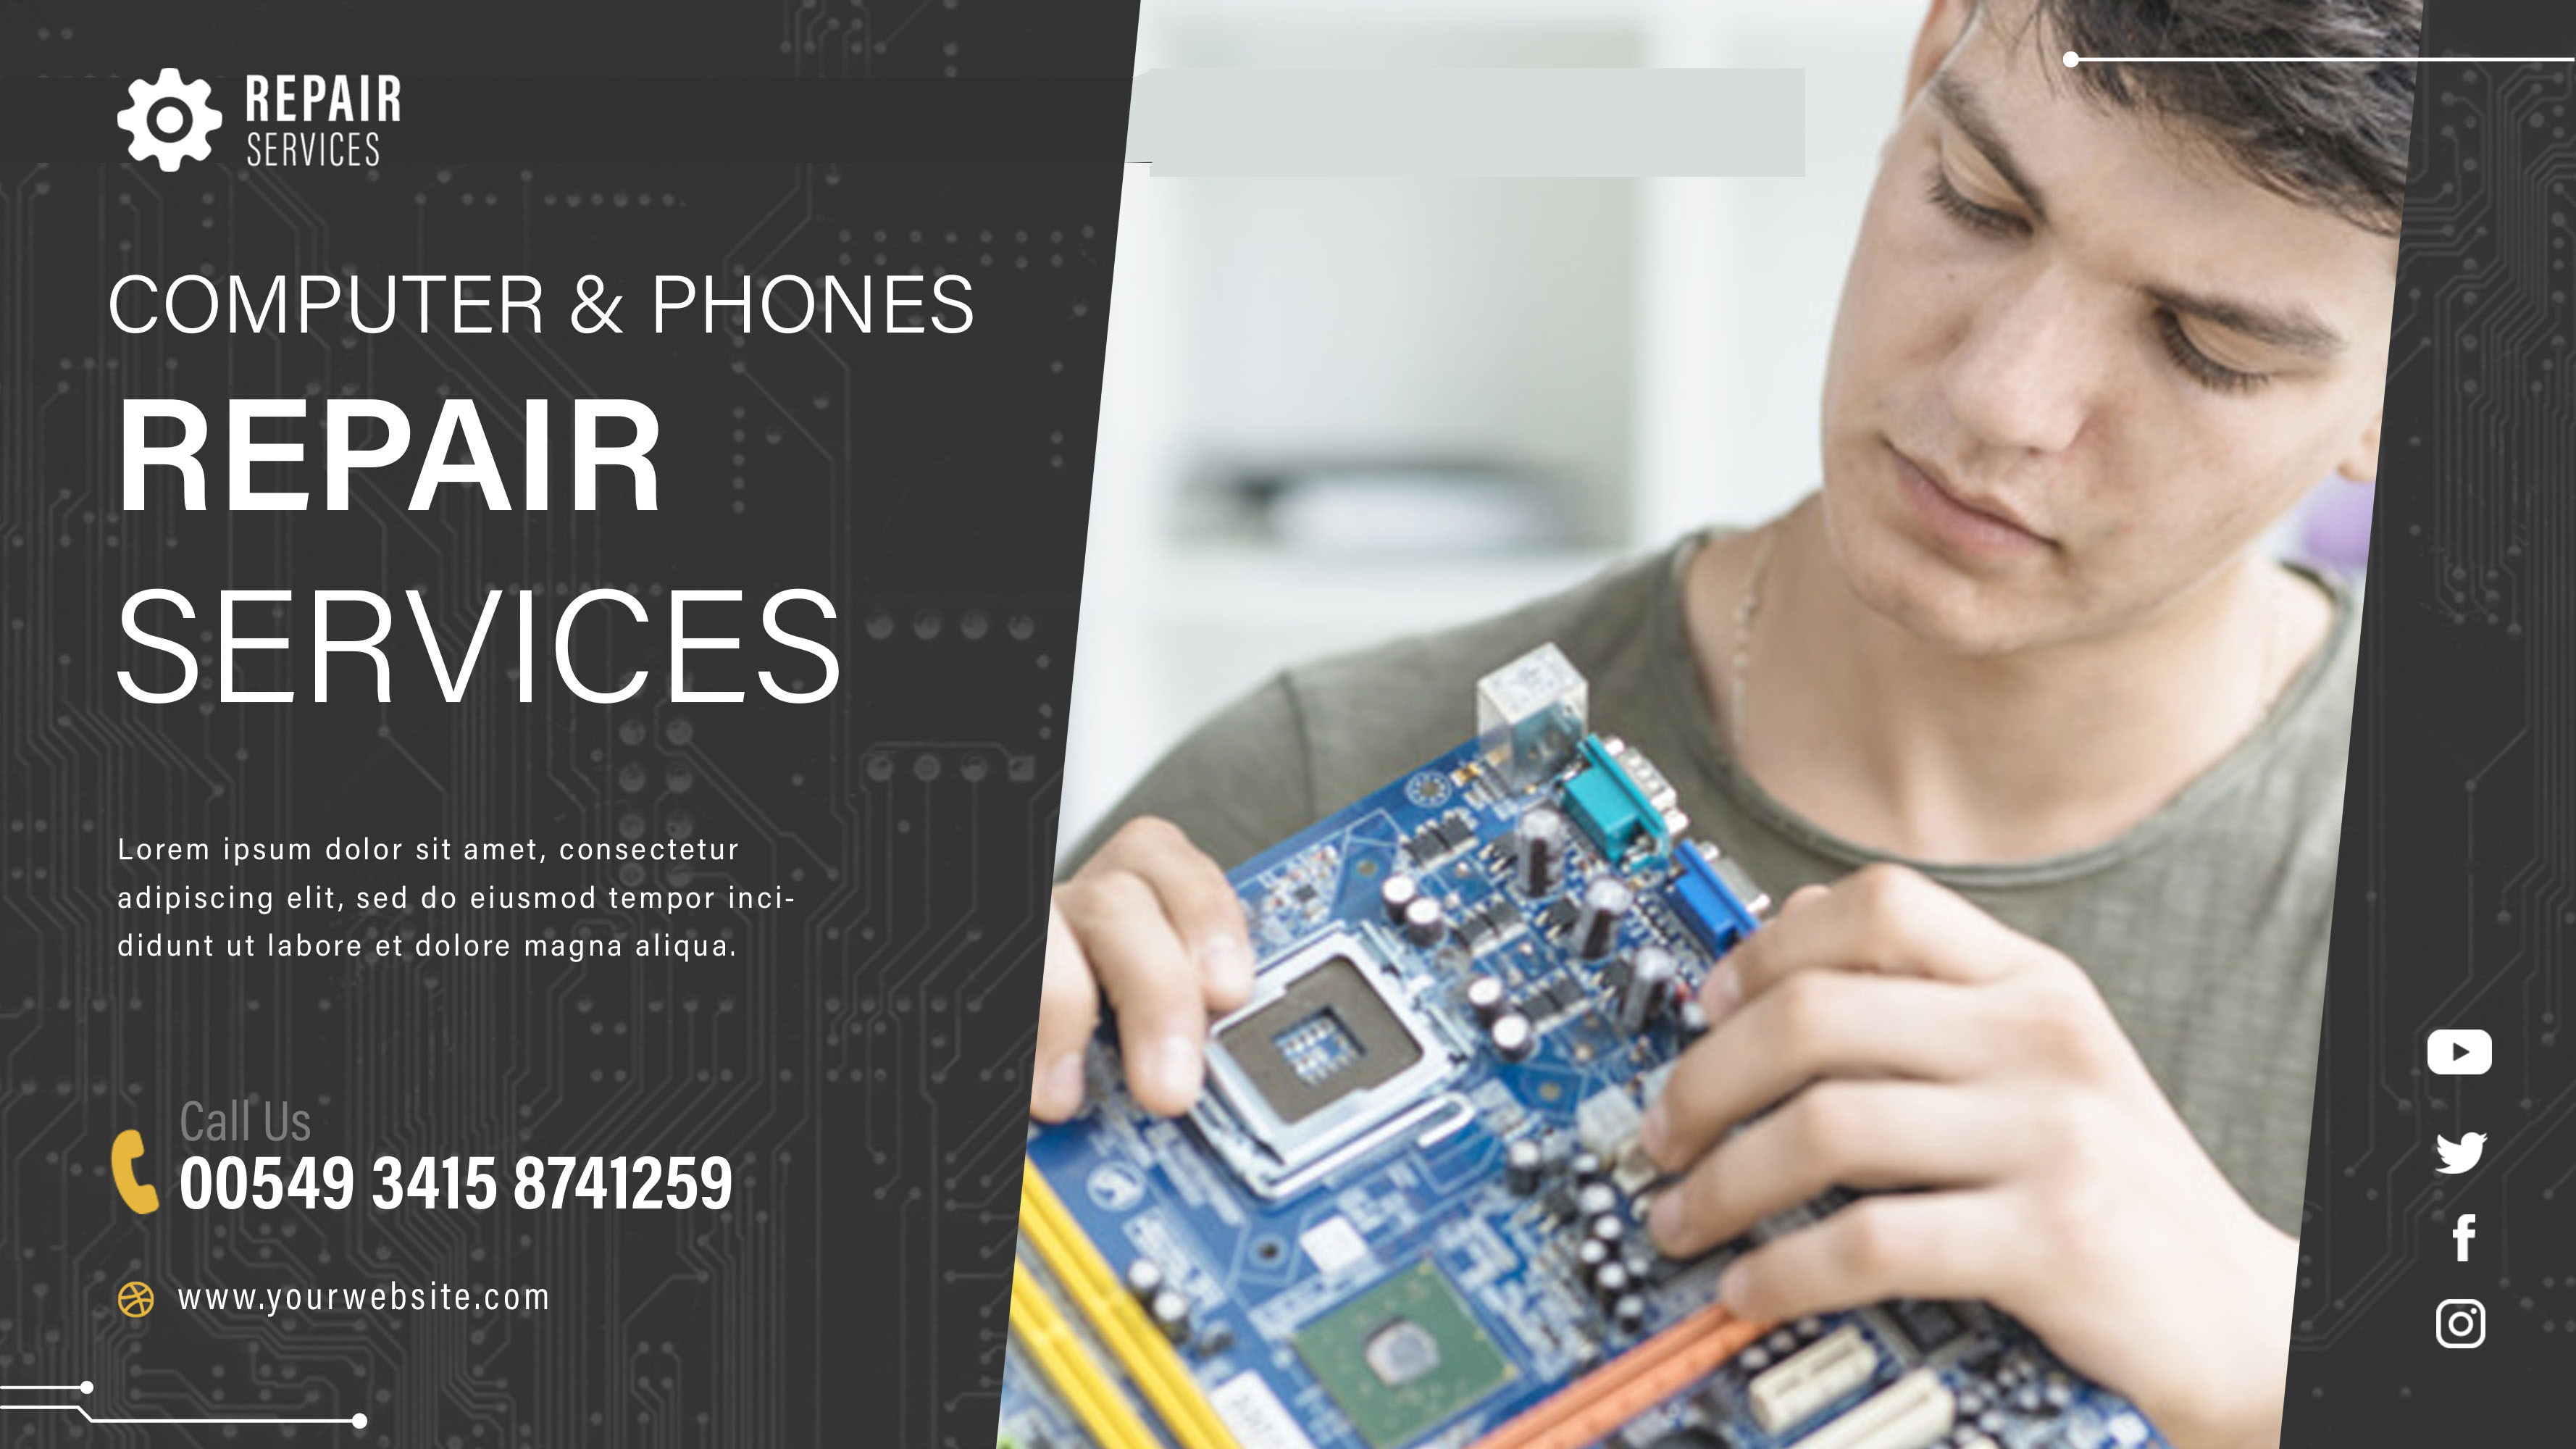 REPAIR
SERVICES
COMPUTER & PHONES
REPAIR
SERVICES
Lorem ipsum dolor sit amet, consectetur
adipiscing elit, sed do eiusmod tempor inci-
didunt ut labore et dolore magna aliqua.
Call Us
00549 3415 8741259
www.yourwebsite.com